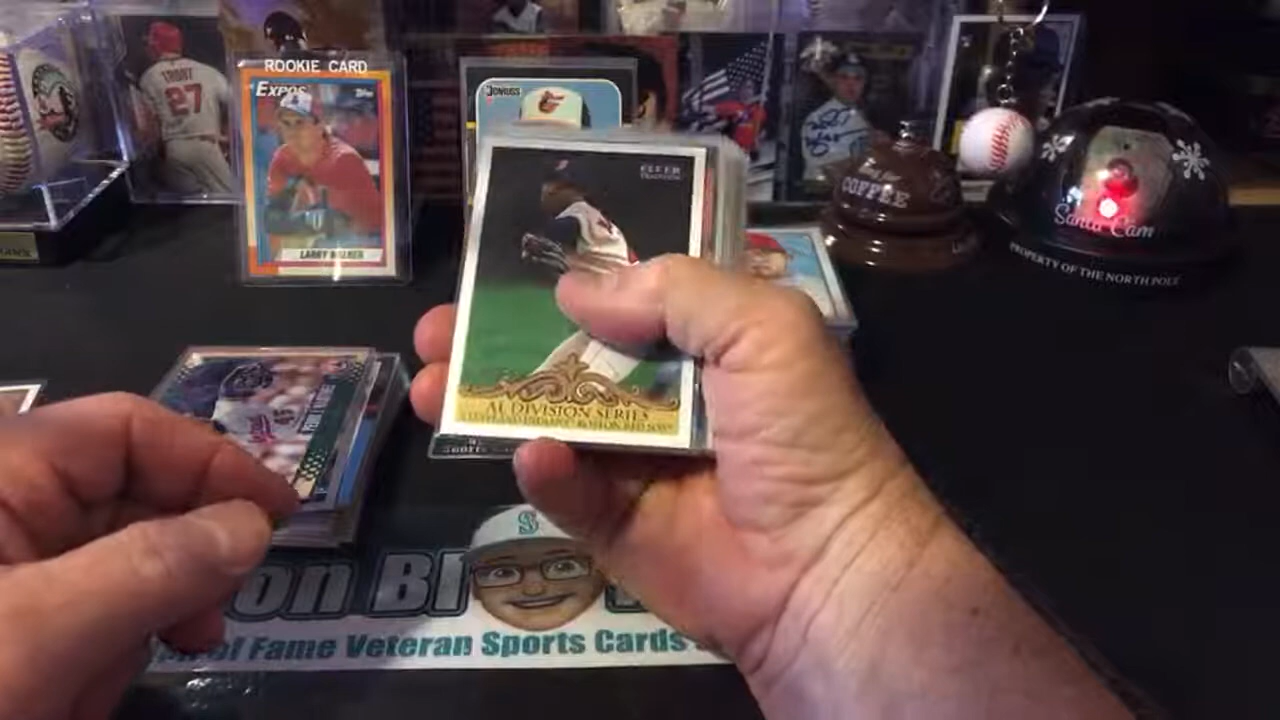 TROUT
27
ROOKIE CARD
EXPOS
Topps
LARRY WALKER
DONRUSS
FLEER
TRADITION
AL DIVISION SERIES
COFFEE
Santa Cam
PROPERTY OF THE NORTH POLE
S
on Bl
of Fame Veteran Sports Cards